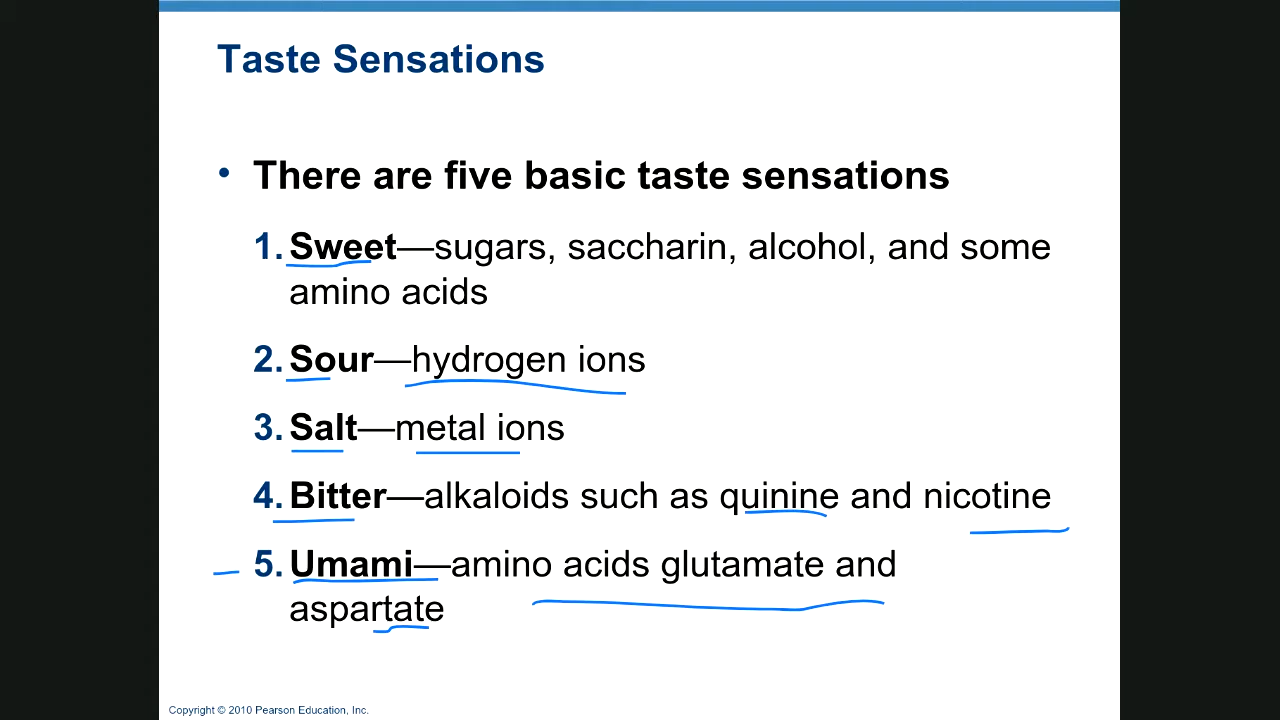 Taste Sensations
• There are five basic taste sensations
1. Sweet—sugars, saccharin, alcohol, and some
amino acids
2. Sour—hydrogen ions
3. Salt—metal ions
4. Bitter—alkaloids such as quinine and nicotine
5. Umami—amino acids glutamate and
aspartate
Copyright © 2010 Pearson Education, Inc.